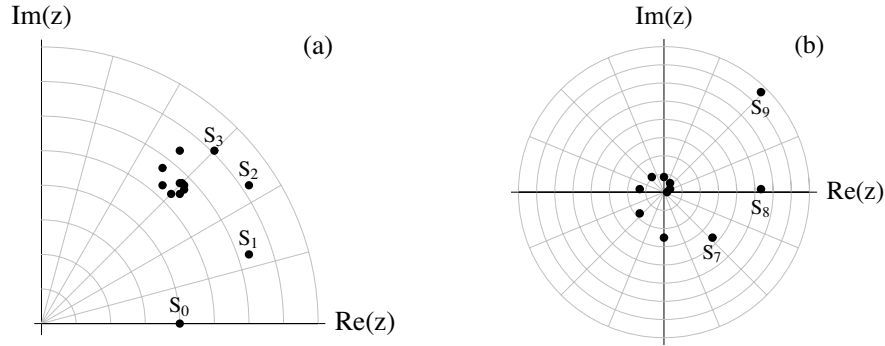 Im(z)
(a)
S3
S2
S1
S0
Re(z)
Im(z)
(b)
S9
S8
Re(z)
S7